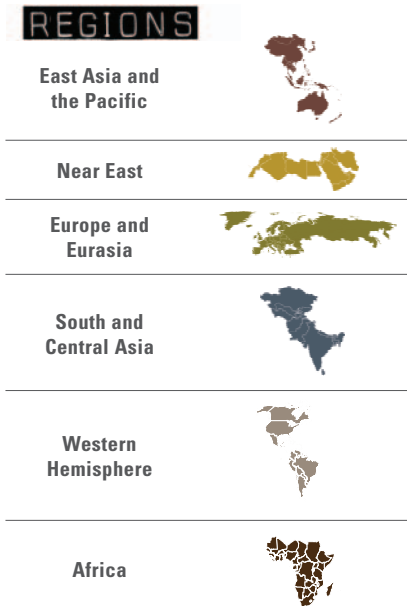 REGIONS
East Asia and
the Pacific
Near East
Europe and
Eurasia
South and
Central Asia
Western
Hemisphere
Africa